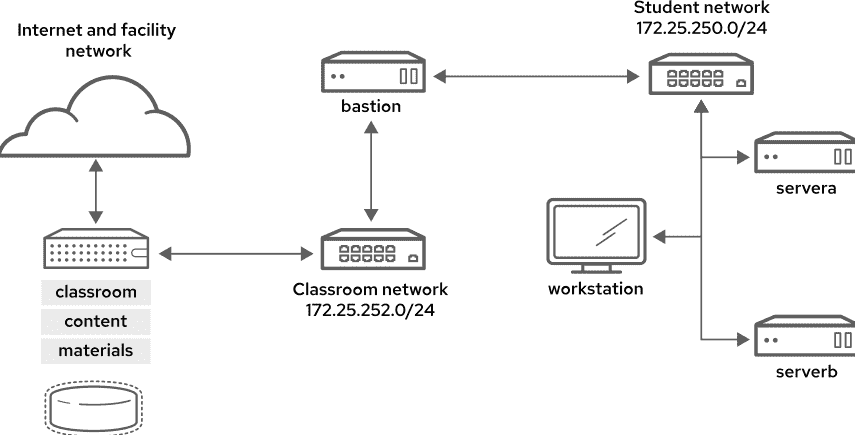 Internet and facility
network
Student network
172.25.250.0/24
bastion
servera
workstation
Classroom network
172.25.252.0/24
classroom
content
materials
serverb